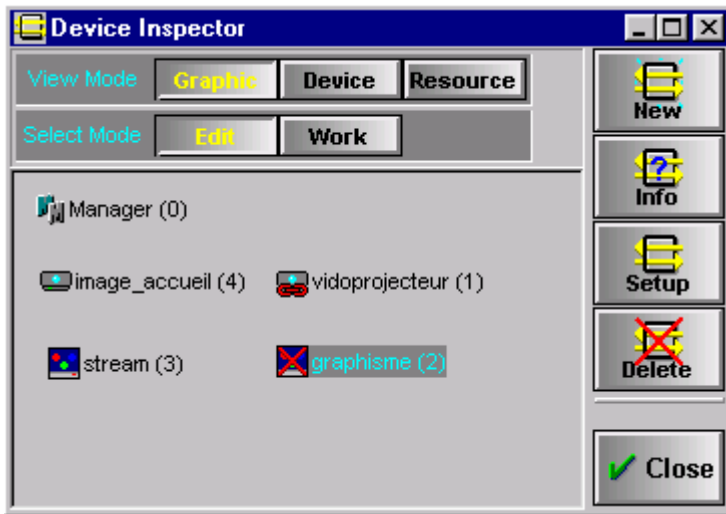 Device Inspector
View Mode Graphic Device Resource
Select Mode Edit Work
Manager (0)
image_accueil (4) vidoprojecteur (1)
stream (3) graphisme (2)
New
? Info
Setup
Delete
Close